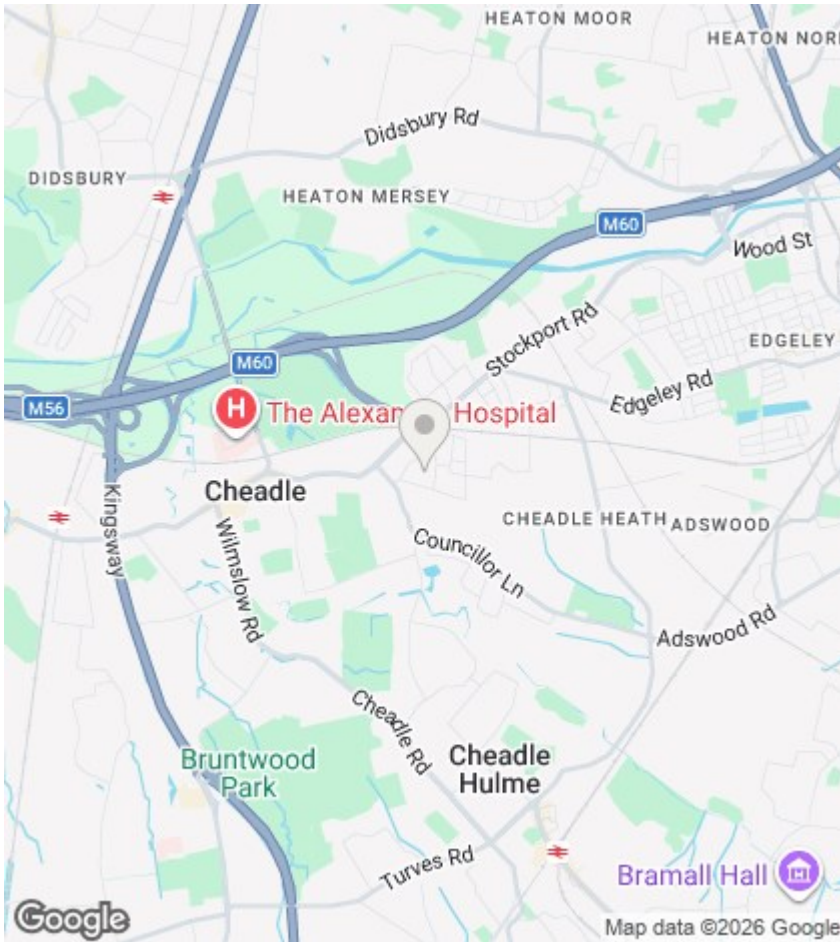 HEATON MOOR
HEATON NORI
Didsbury Rd
DIDSBURY
HEATON MERSEY
M60
Wood St
Stockport Rd
EDGELEY
M60
Edgeley Rd
M56
H
The Alexan Hospital
Cheadle
Kingsway
CHEADLE HEATH
ADSWOOD
Wilmslow Rd
Councillor Ln
Adswood Rd
Cheadle Rd
Cheadle
Hulme
Bruntwood
Park
Turves Rd
Bramall Hall
Google
Map data ©2026 Google